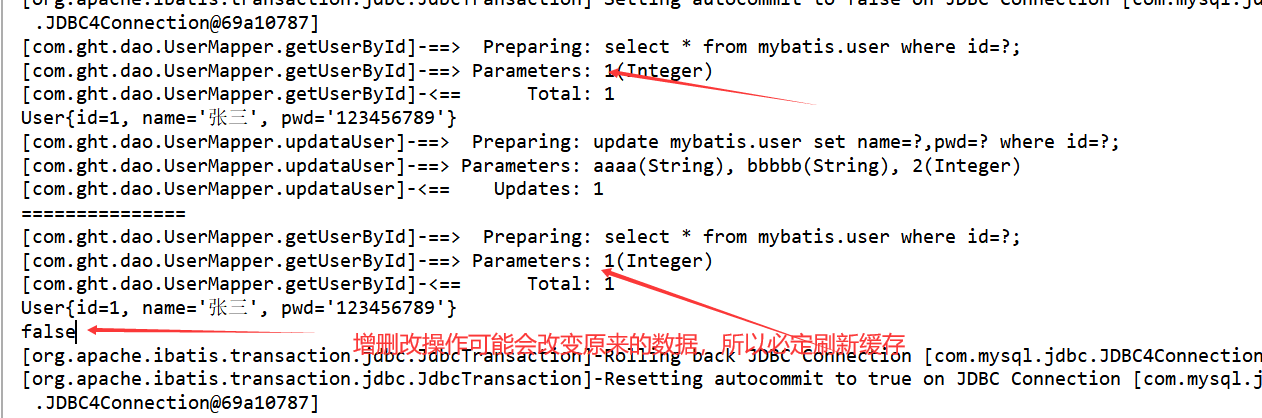 [org.apache.ibatis.transaction.jdbc.JdbcTransaction]-Setting autocommit to false on JDBC Connection [com.mysql.jd
.JDBC4Connection@69a10787]
[com.ght.dao.UserMapper.getUserById]-==>  Preparing: select * from mybatis.user where id=?;
[com.ght.dao.UserMapper.getUserById]-==> Parameters: 1(Integer)
[com.ght.dao.UserMapper.getUserById]-<==      Total: 1
User{id=1, name='张三', pwd='123456789'}
[com.ght.dao.UserMapper.updataUser]-==>  Preparing: update mybatis.user set name=?,pwd=? where id=?;
[com.ght.dao.UserMapper.updataUser]-==> Parameters: aaaa(String), bbbbb(String), 2(Integer)
[com.ght.dao.UserMapper.updataUser]-<==    Updates: 1
===============
[com.ght.dao.UserMapper.getUserById]-==>  Preparing: select * from mybatis.user where id=?;
[com.ght.dao.UserMapper.getUserById]-==> Parameters: 1(Integer)
[com.ght.dao.UserMapper.getUserById]-<==      Total: 1
User{id=1, name='张三', pwd='123456789'}
false
增删改操作可能会改变原来的数据，所以必定刷新缓存
[org.apache.ibatis.transaction.jdbc.JdbcTransaction]-Rolling back JDBC Connection [com.mysql.jdbc.JDBC4Connection
[org.apache.ibatis.transaction.jdbc.JdbcTransaction]-Resetting autocommit to true on JDBC Connection [com.mysql.jd
.JDBC4Connection@69a10787]